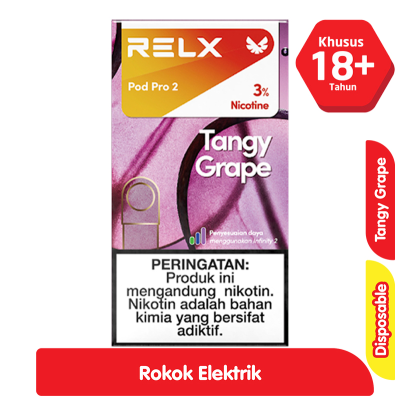 RELX
Khusus
18+
Tahun
Pod Pro 2
3%
Nicotine
Tangy
Grape
Penyesuaian daya
menggunakan infinity 2
PERINGATAN:
Produk ini
mengandung nikotin.
Nikotin adalah bahan
kimia yang bersifat
adiktif.
Tangy Grape
Disposable
Rokok Elektrik